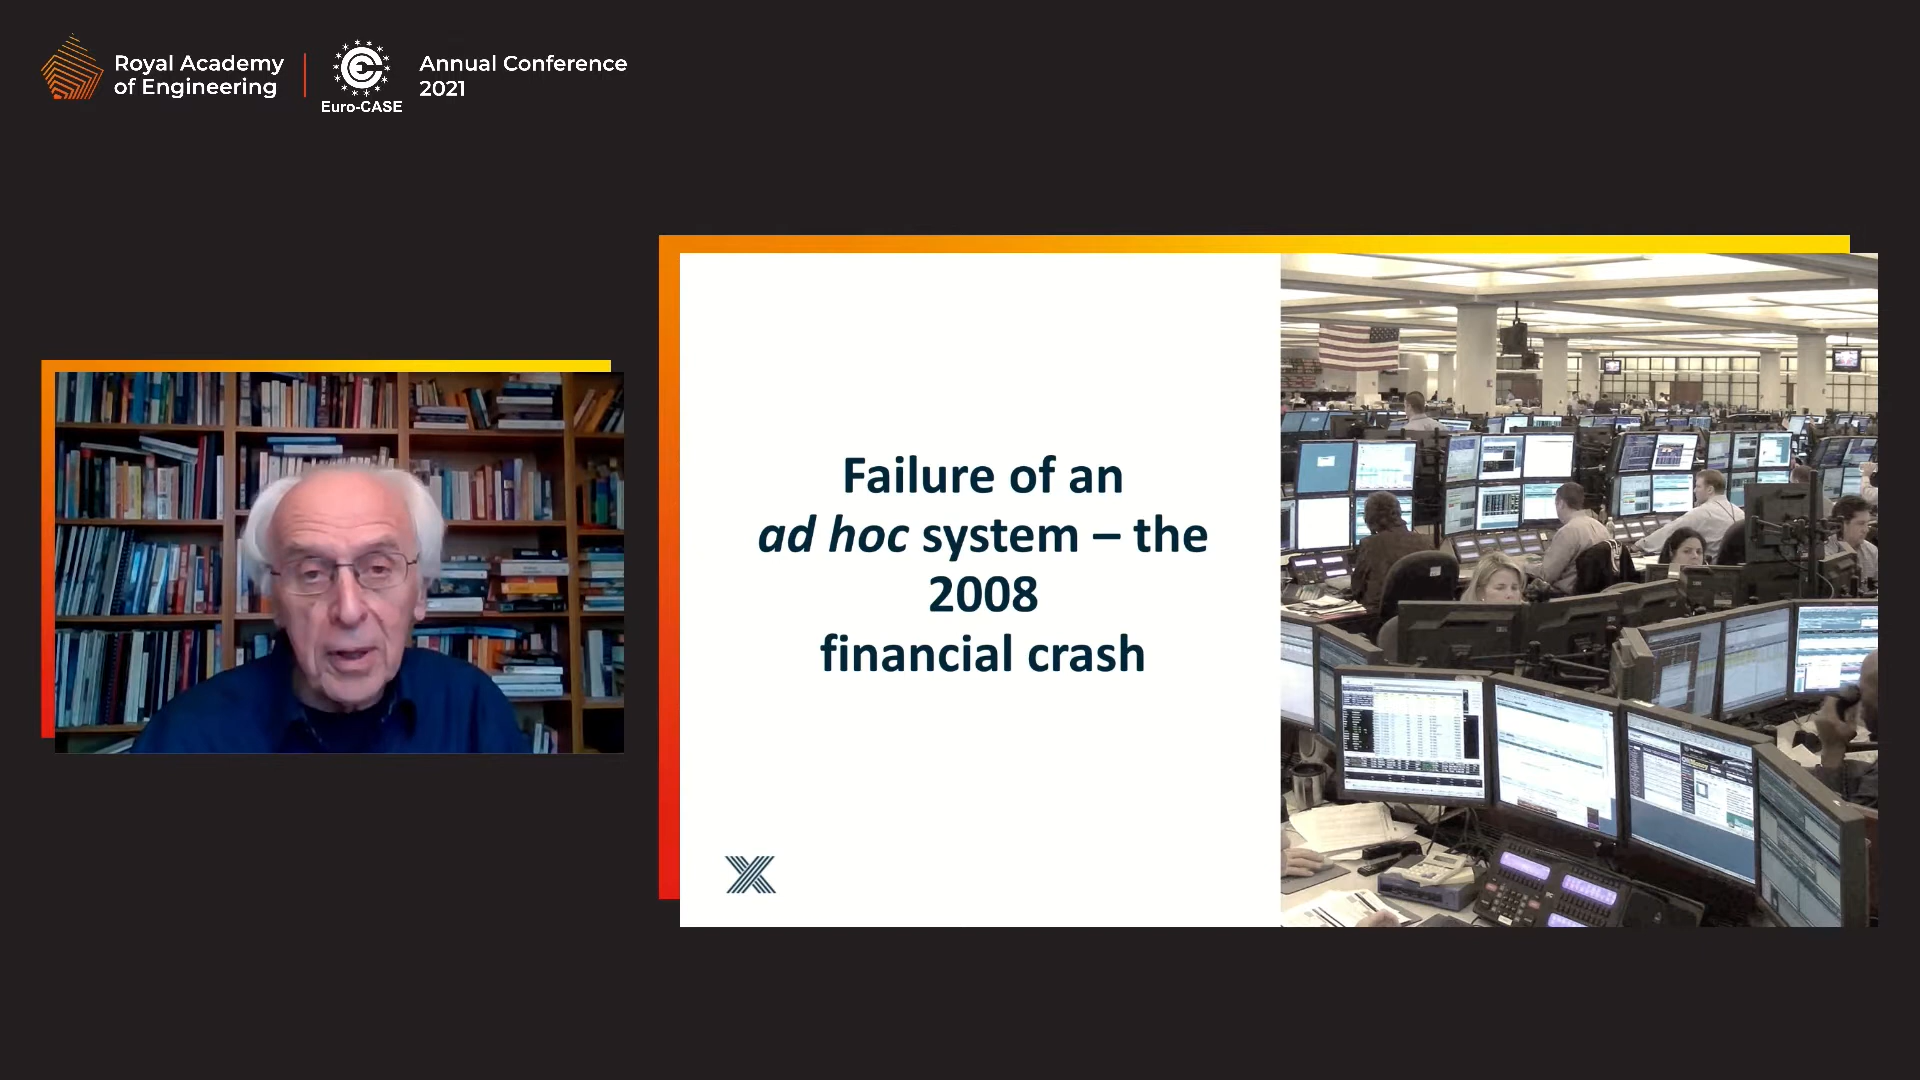 Royal Academy
of Engineering
Euro-CASE
Annual Conference
2021
Failure of an
ad hoc system – the
2008
financial crash